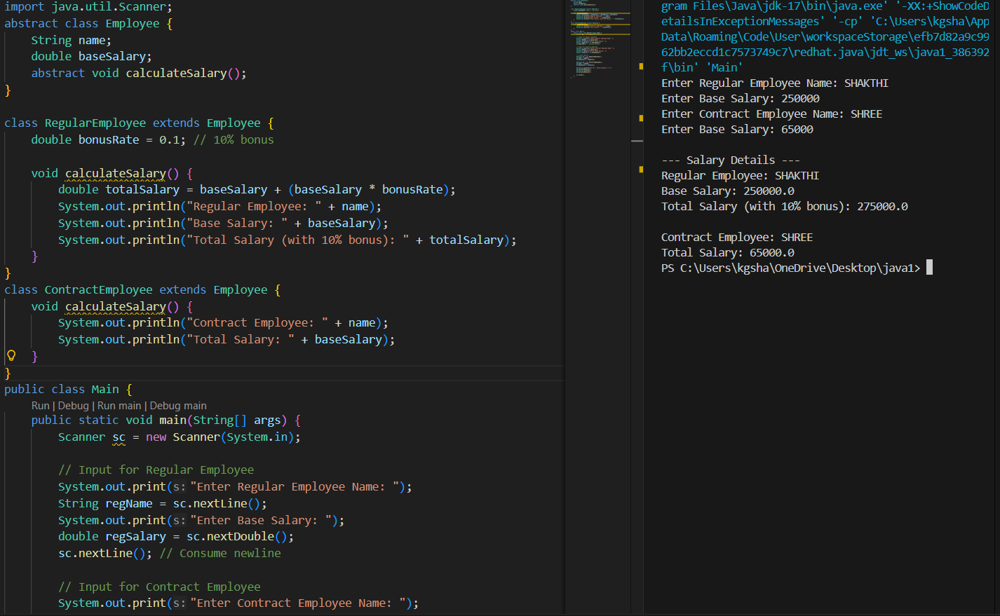 import java.util.Scanner;
abstract class Employee {
    String name;
    double baseSalary;
    abstract void calculateSalary();
}

class RegularEmployee extends Employee {
    double bonusRate = 0.1; // 10% bonus

    void calculateSalary() {
        double totalSalary = baseSalary + (baseSalary * bonusRate);
        System.out.println("Regular Employee: " + name);
        System.out.println("Base Salary: " + baseSalary);
        System.out.println("Total Salary (with 10% bonus): " + totalSalary);
    }
}
class ContractEmployee extends Employee {
    void calculateSalary() {
        System.out.println("Contract Employee: " + name);
        System.out.println("Total Salary: " + baseSalary);
    }
}
public class Main {
    Run | Debug | Run main | Debug main
    public static void main(String[] args) {
        Scanner sc = new Scanner(System.in);

        // Input for Regular Employee
        System.out.print(s: "Enter Regular Employee Name: ");
        String regName = sc.nextLine();
        System.out.print(s: "Enter Base Salary: ");
        double regSalary = sc.nextDouble();
        sc.nextLine(); // Consume newline

        // Input for Contract Employee
        System.out.print(s: "Enter Contract Employee Name: ");
gram Files\Java\jdk-17\bin\java.exe' '-XX:+ShowCodeD
etailsInExceptionMessages' '-cp' 'C:\Users\kgsha\App
Data\Roaming\Code\User\workspaceStorage\efb7d82a9c99
62bb2eccd1c7573749c7\redhat.java\jdt_ws\java1_386392
f\bin' 'Main'
Enter Regular Employee Name: SHAKTHI
Enter Base Salary: 250000
Enter Contract Employee Name: SHREE
Enter Base Salary: 65000

--- Salary Details ---
Regular Employee: SHAKTHI
Base Salary: 250000.0
Total Salary (with 10% bonus): 275000.0

Contract Employee: SHREE
Total Salary: 65000.0
PS C:\Users\kgsha\OneDrive\Desktop\java1>